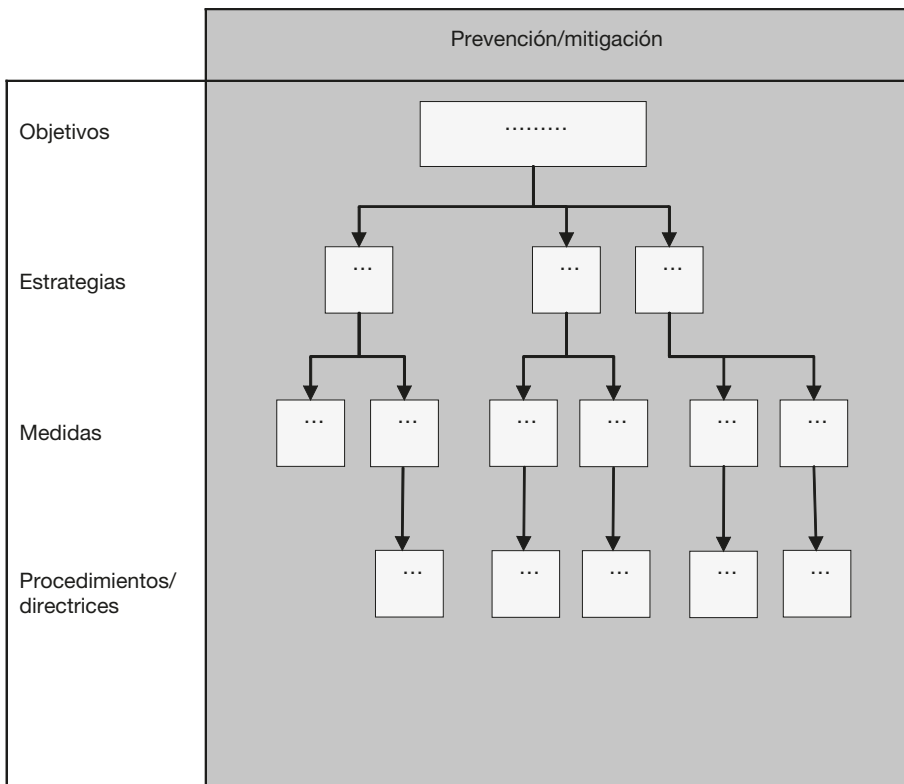 Prevención/mitigación
Objetivos
.........
Estrategias
... ... ...
Medidas
... ... ... ... ... ...
Procedimientos/
directrices
... ... ... ... ...